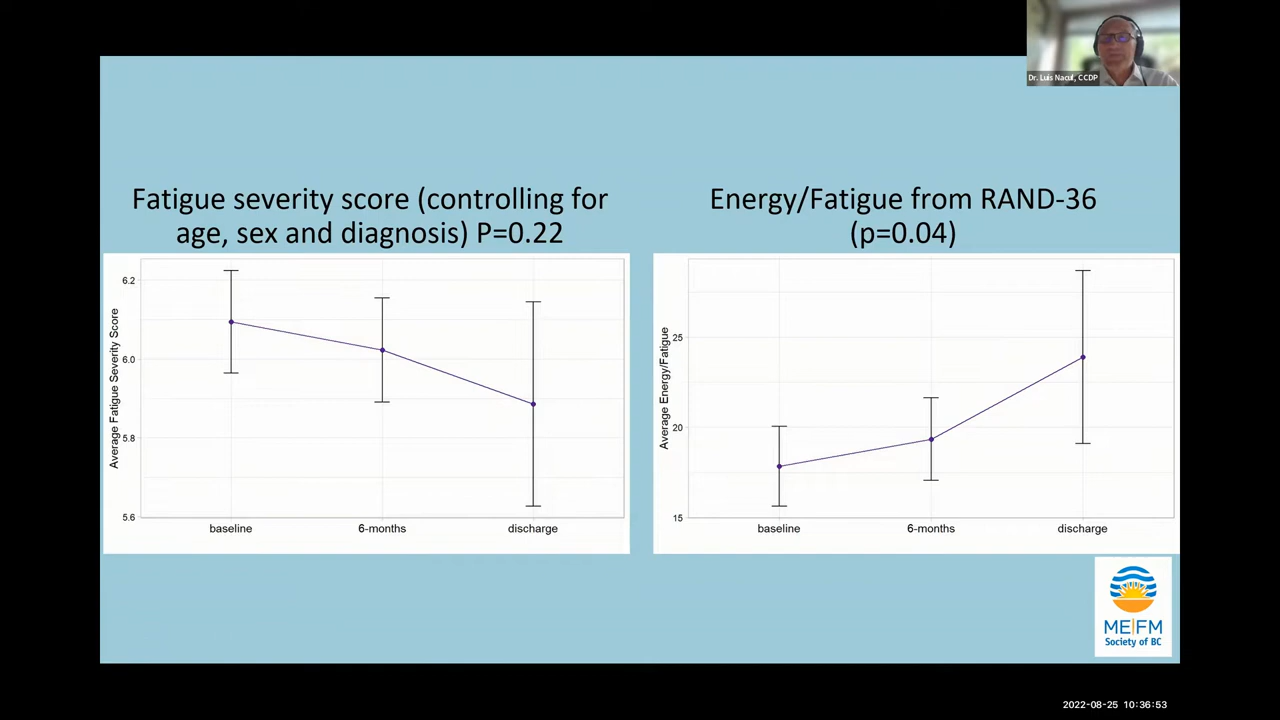 Dr. Luis Nacul, CCDP
Fatigue severity score (controlling for
age, sex and diagnosis) P=0.22
Energy/Fatigue from RAND-36
(p=0.04)
Average Fatigue Severity Score
6.2
6.0
5.8
5.6
baseline
6-months
discharge
Average Energy/Fatigue
25
20
15
baseline
6-months
discharge
ME|FM
Society of BC
2022-08-25 10:36:53